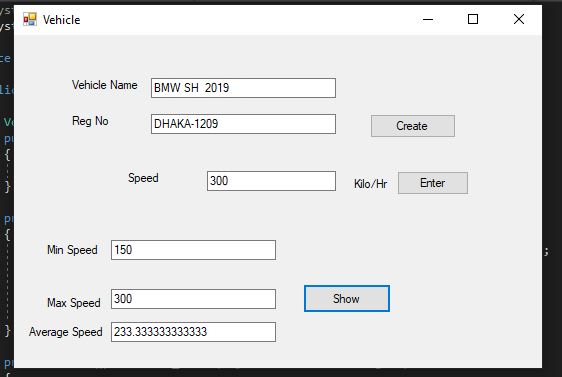 Vehicle
Vehicle Name BMW SH 2019
Reg No DHAKA-1209 Create
Speed 300 Kilo/Hr Enter
Min Speed 150
Max Speed 300 Show
Average Speed 233.333333333333